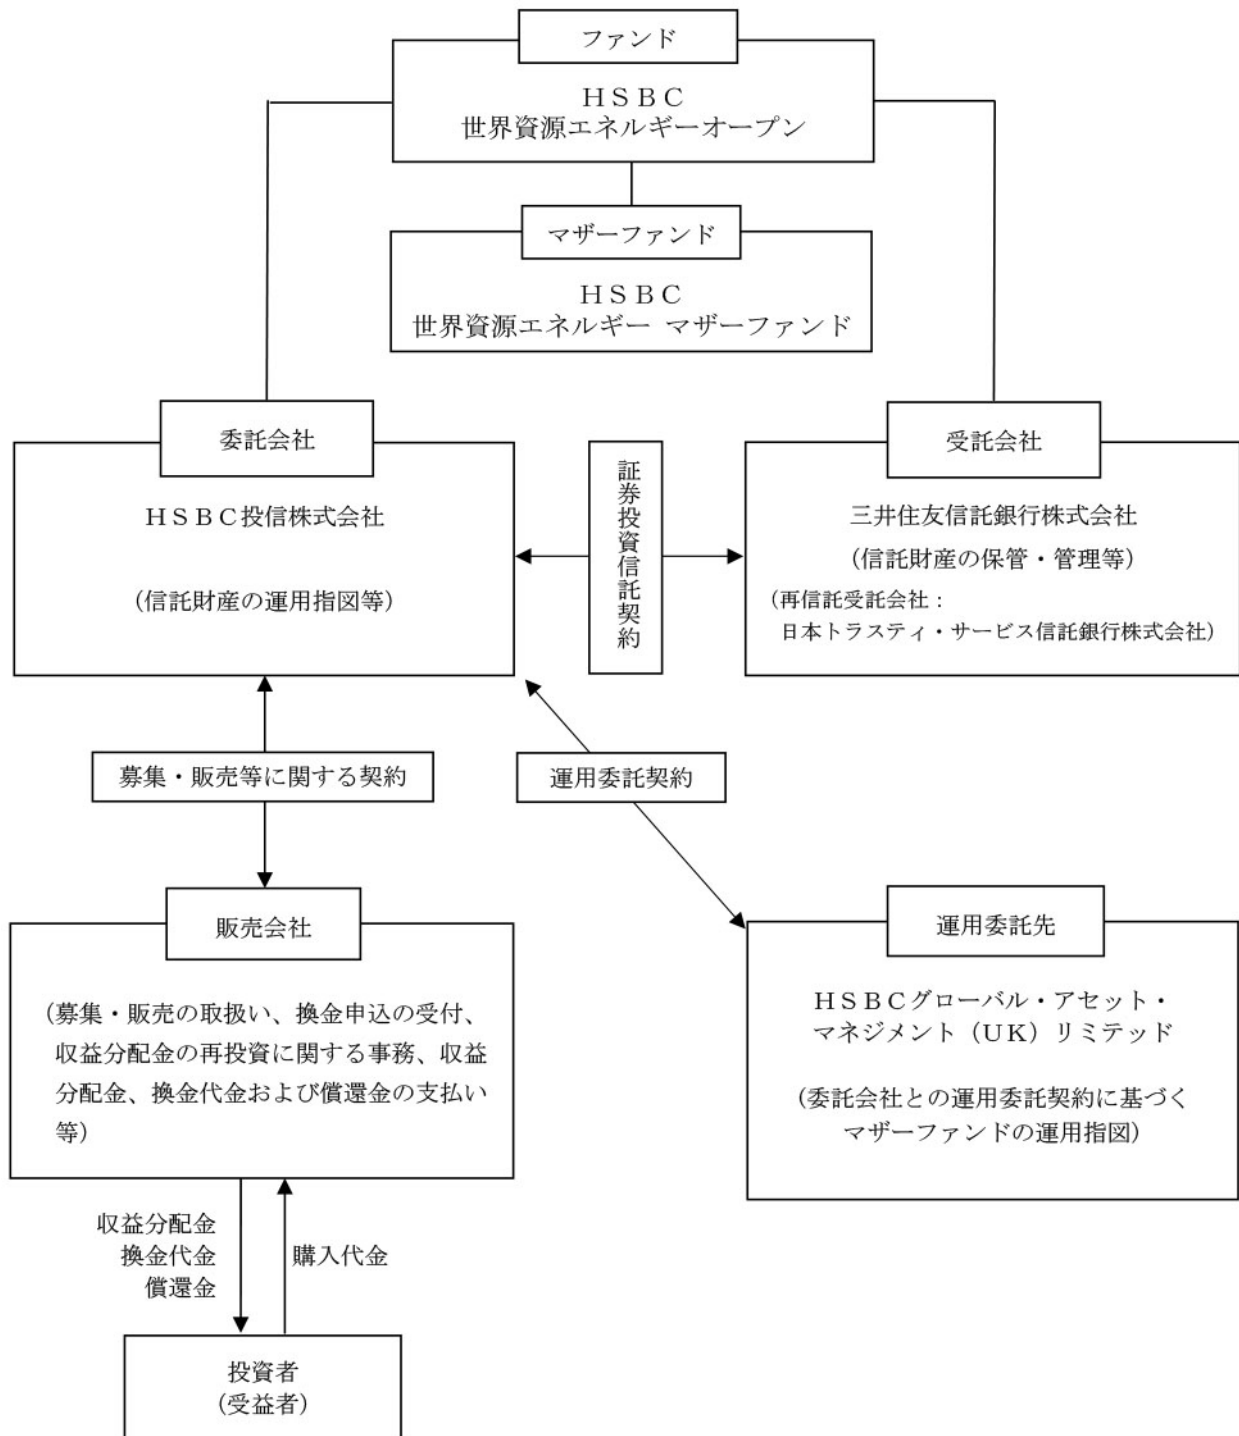 ファンド
HSBC
世界資源エネルギーオープン
マザーファンド
HSBC
世界資源エネルギー マザーファンド
委託会社
HSBC投信株式会社
(信託財産の運用指図等)
証券投資信託契約
受託会社
三井住友信託銀行株式会社
(信託財産の保管・管理等)
(再信託受託会社:
日本トラスティ・サービス信託銀行株式会社)
募集・販売等に関する契約
運用委託契約
販売会社
(募集・販売の取扱い、換金申込の受付、
収益分配金の再投資に関する事務、収益
分配金、換金代金および償還金の支払い
等)
運用委託先
HSBCグローバル・アセット・
マネジメント(UK)リミテッド
(委託会社との運用委託契約に基づく
マザーファンドの運用指図)
収益分配金
換金代金
償還金
購入代金
投資者
(受益者)